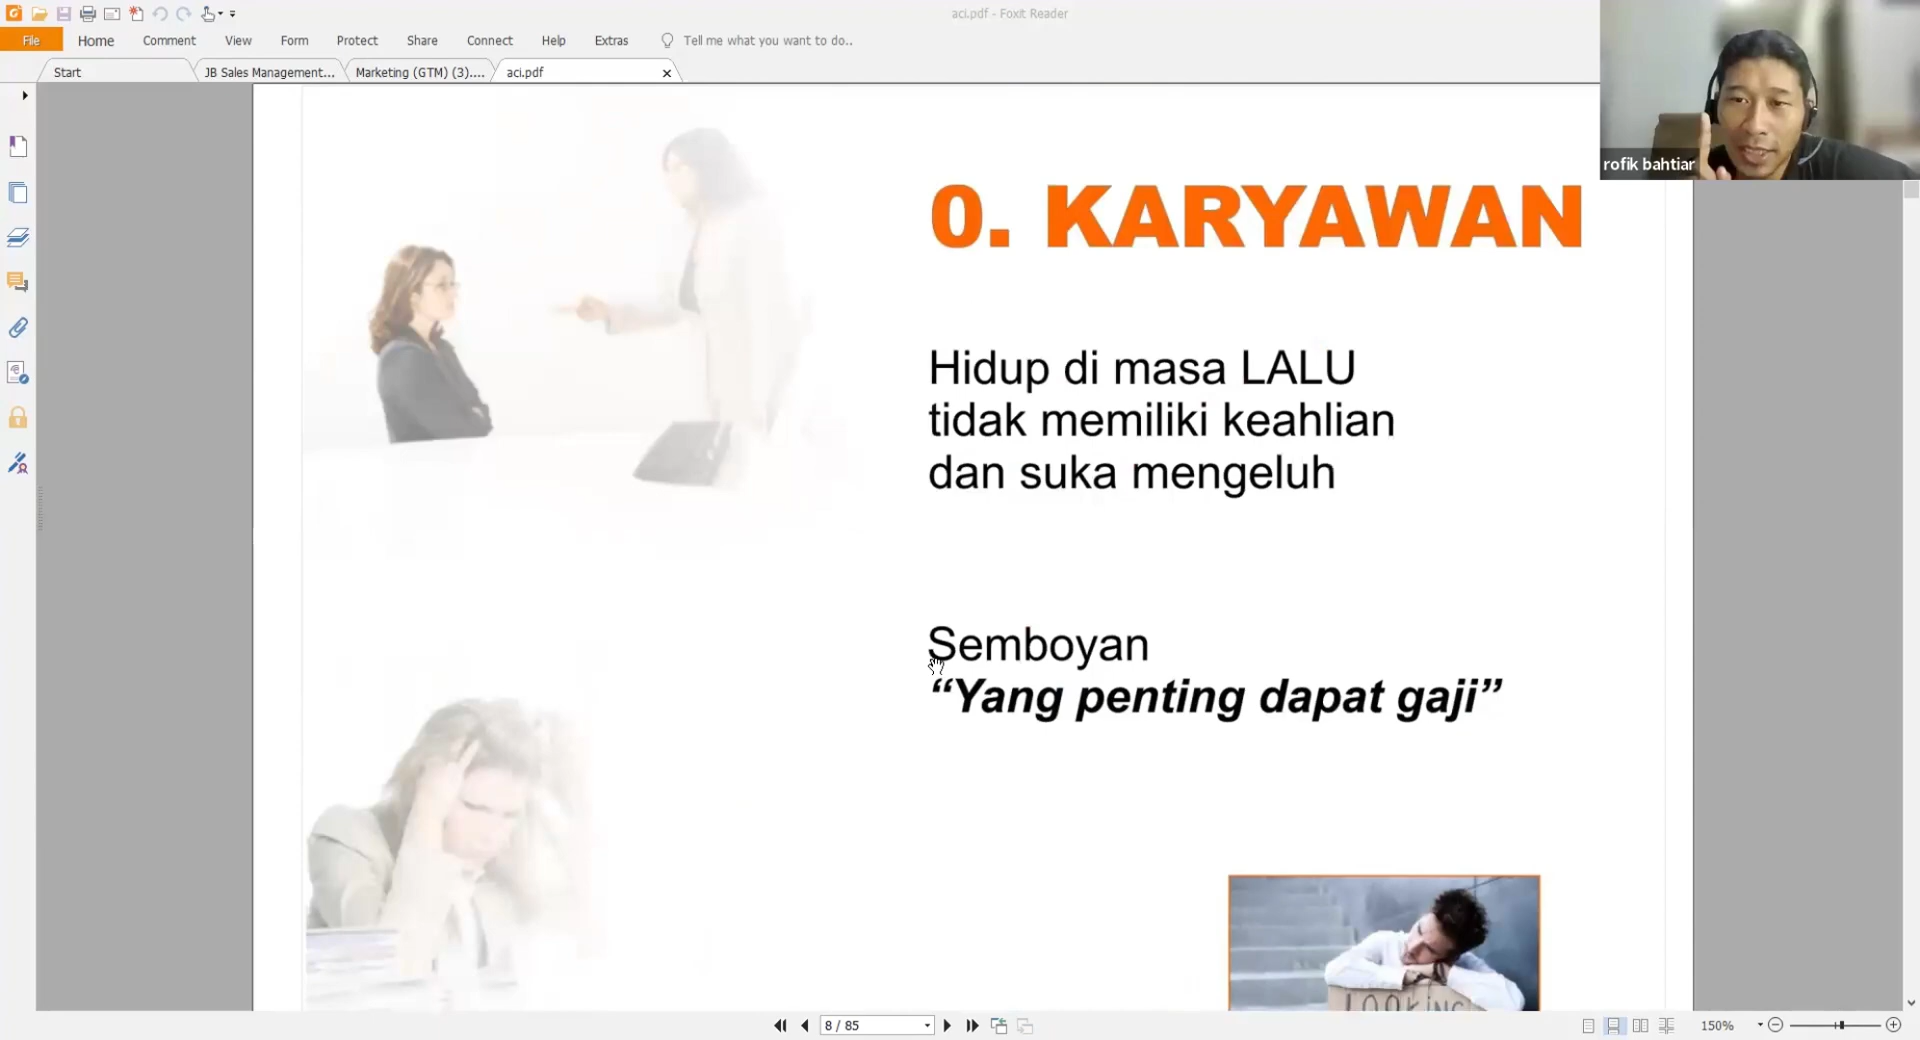 aci.pdf - Foxit Reader
File Home Comment View Form Protect Share Connect Help Extras Tell me what you want to do..
Start JB Sales Management... Marketing (GTM) (3).... aci.pdf
rofik bahtiar
0. KARYAWAN
Hidup di masa LALU
tidak memiliki keahlian
dan suka mengeluh
Semboyan
“Yang penting dapat gaji”
LOOKING
8 / 85
150%